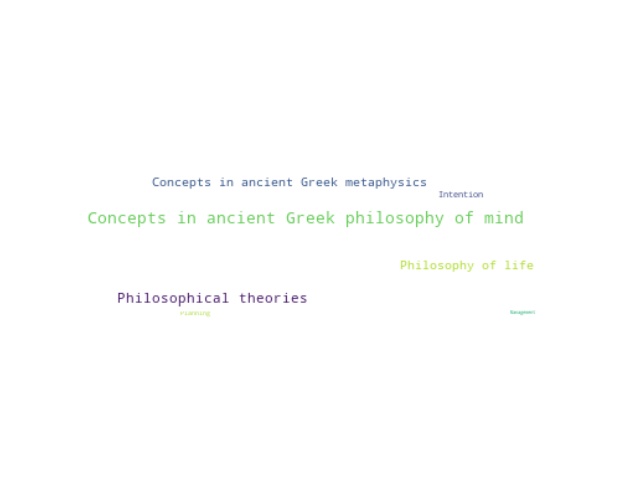 Concepts in ancient Greek metaphysics
Intention
Concepts in ancient Greek philosophy of mind
Philosophy of life
Philosophical theories
Planning
Management